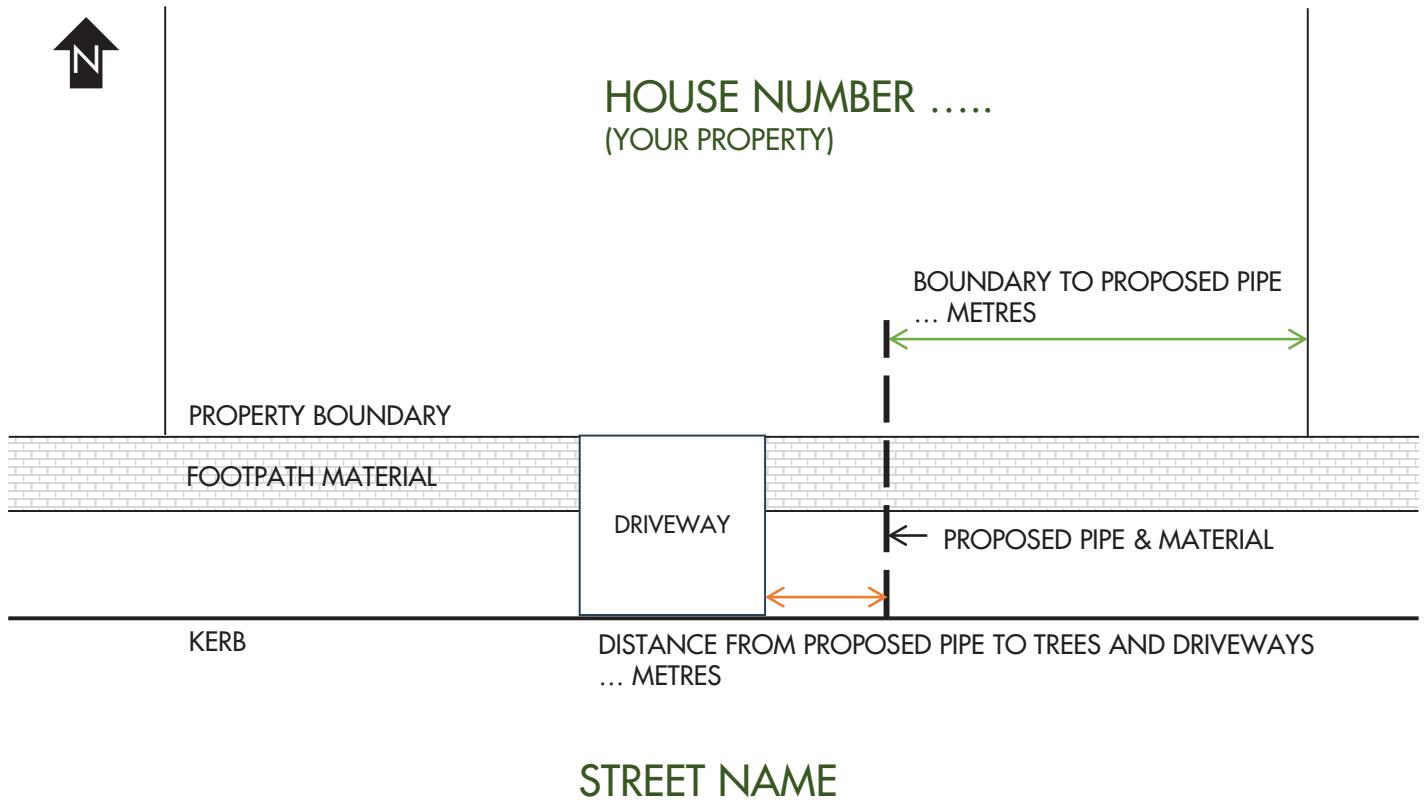 N
HOUSE NUMBER .....
(YOUR PROPERTY)
BOUNDARY TO PROPOSED PIPE
... METRES
PROPERTY BOUNDARY
FOOTPATH MATERIAL
DRIVEWAY
PROPOSED PIPE & MATERIAL
KERB
DISTANCE FROM PROPOSED PIPE TO TREES AND DRIVEWAYS
... METRES
STREET NAME